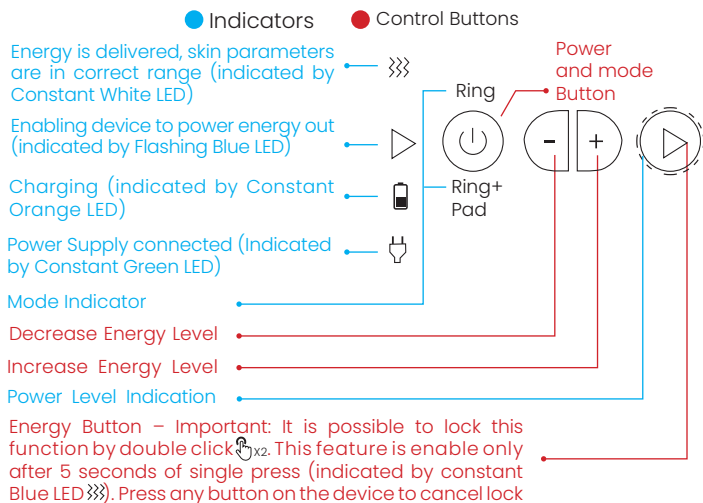 Indicators
Control Buttons
Energy is delivered, skin parameters
are in correct range (indicated by
Constant White LED)
Power
and mode
Button
Ring
Enabling device to power energy out
(indicated by Flashing Blue LED)
- +
Charging (indicated by Constant
Orange LED)
Ring+
Pad
Power Supply connected (Indicated
by Constant Green LED)
Mode Indicator
Decrease Energy Level
Increase Energy Level
Power Level Indication
Energy Button – Important: It is possible to lock this
function by double click x2. This feature is enable only
after 5 seconds of single press (indicated by constant
Blue LED ). Press any button on the device to cancel lock